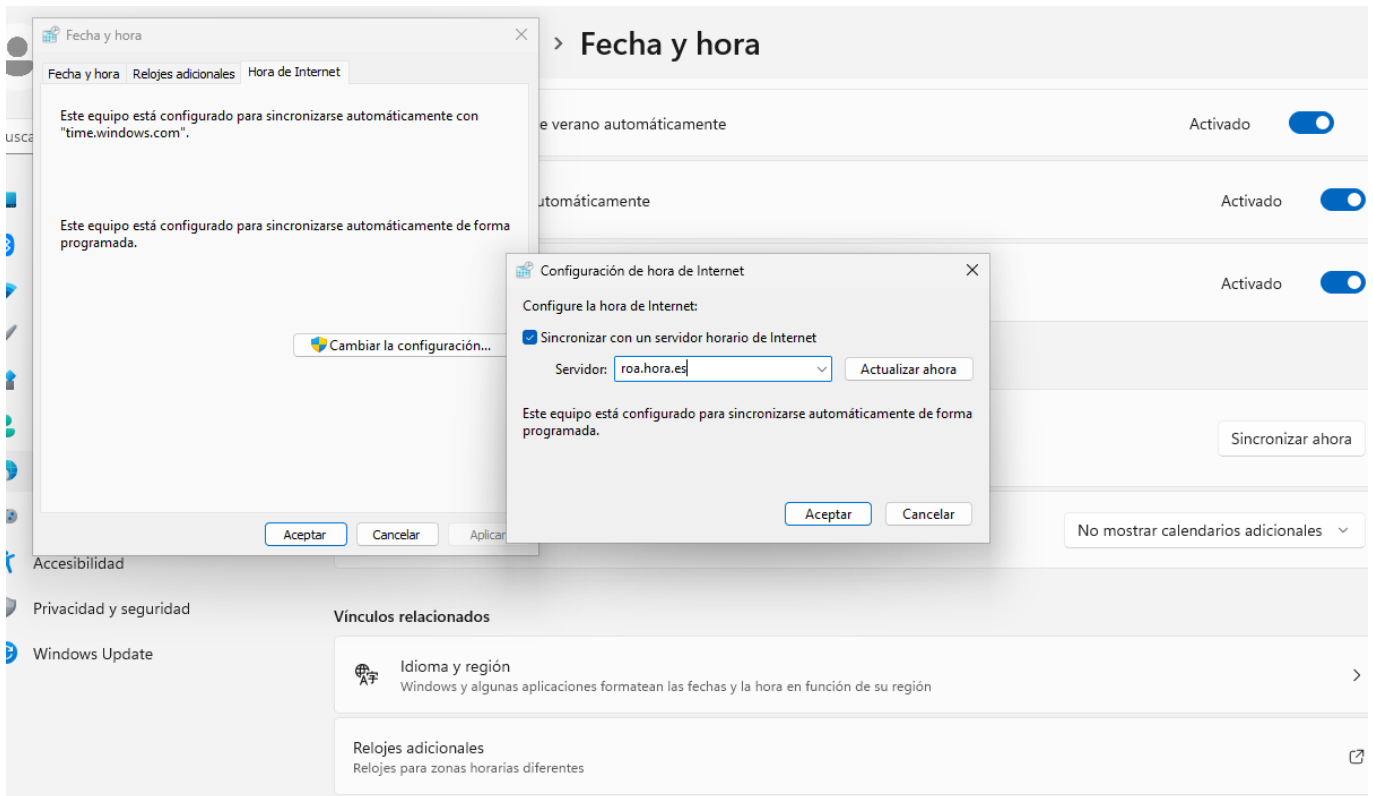 Fecha y hora
Fecha y hora
Relojes adicionales
Hora de Internet
Este equipo está configurado para sincronizarse automáticamente con
"time.windows.com".
Este equipo está configurado para sincronizarse automáticamente de forma
programada.
Cambiar la configuración...
Aceptar
Cancelar
Aplicar
> Fecha y hora
e verano automáticamente
Activado
utomáticamente
Activado
Activado
Configuración de hora de Internet
Configure la hora de Internet:
Sincronizar con un servidor horario de Internet
Servidor: roa.hora.es
Actualizar ahora
Este equipo está configurado para sincronizarse automáticamente de forma
programada.
Aceptar
Cancelar
Sincronizar ahora
No mostrar calendarios adicionales
usca
Accesibilidad
Privacidad y seguridad
Windows Update
Vínculos relacionados
Idioma y región
Windows y algunas aplicaciones formatean las fechas y la hora en función de su región
Relojes adicionales
Relojes para zonas horarias diferentes